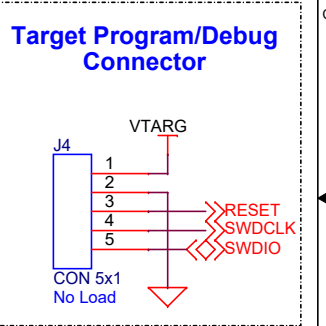 Target Program/Debug
Connector
VTARG
J4
1
2
3
4
5
RESET
SWDCLK
SWDIO
CON 5x1
No Load